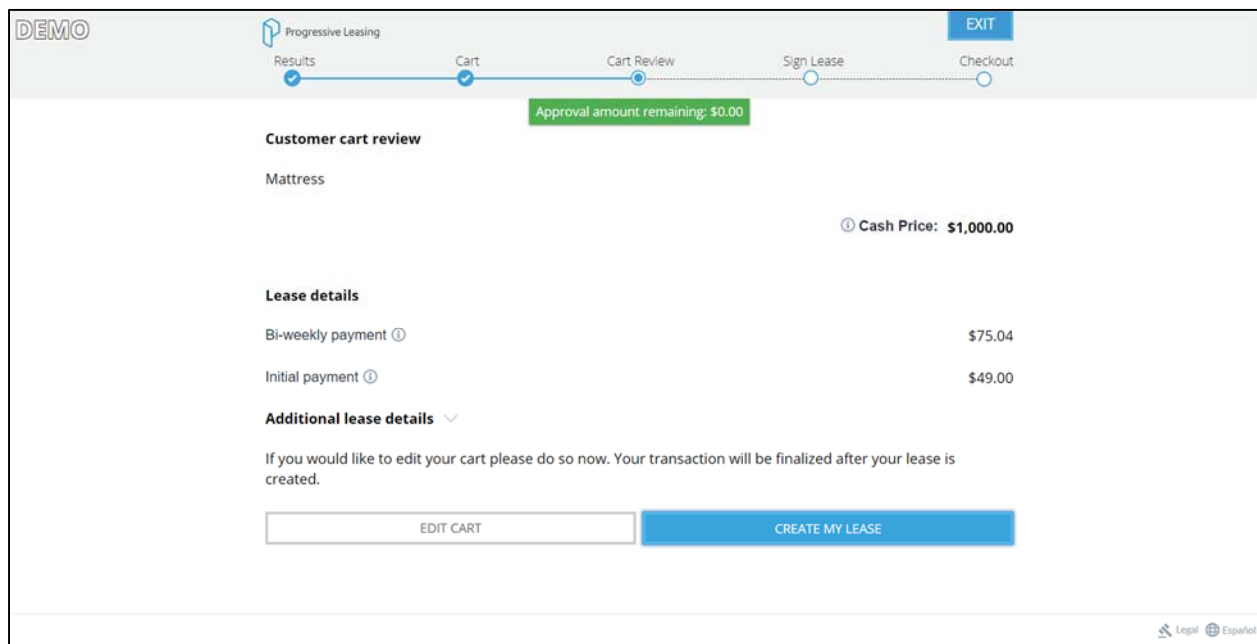 DEMO
Progressive Leasing
EXIT
Results Cart Cart Review Sign Lease Checkout
Approval amount remaining: $0.00
Customer cart review
Mattress
Cash Price: $1,000.00
Lease details
Bi-weekly payment $75.04
Initial payment $49.00
Additional lease details
If you would like to edit your cart please do so now. Your transaction will be finalized after your lease is
created.
EDIT CART CREATE MY LEASE
Legal Español